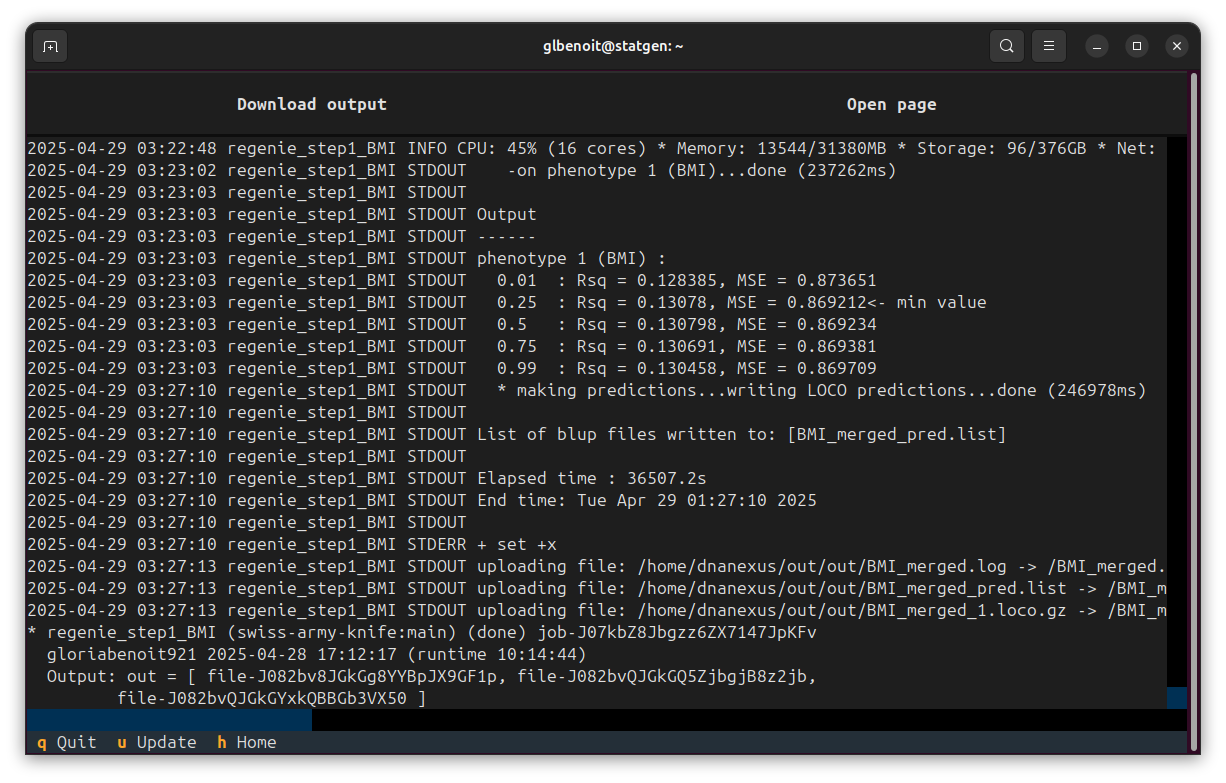 glbenoit@statgen: ~
Download output Open page
2025-04-29 03:22:48 regenie_step1_BMI INFO CPU: 45% (16 cores) * Memory: 13544/31380MB * Storage: 96/376GB * Net:
2025-04-29 03:23:02 regenie_step1_BMI STDOUT    -on phenotype 1 (BMI)...done (237262ms)
2025-04-29 03:23:03 regenie_step1_BMI STDOUT
2025-04-29 03:23:03 regenie_step1_BMI STDOUT Output
2025-04-29 03:23:03 regenie_step1_BMI STDOUT ------
2025-04-29 03:23:03 regenie_step1_BMI STDOUT phenotype 1 (BMI) :
2025-04-29 03:23:03 regenie_step1_BMI STDOUT   0.01  : Rsq = 0.128385, MSE = 0.873651
2025-04-29 03:23:03 regenie_step1_BMI STDOUT   0.25  : Rsq = 0.13078, MSE = 0.869212<- min value
2025-04-29 03:23:03 regenie_step1_BMI STDOUT   0.5   : Rsq = 0.130798, MSE = 0.869234
2025-04-29 03:23:03 regenie_step1_BMI STDOUT   0.75  : Rsq = 0.130691, MSE = 0.869381
2025-04-29 03:23:03 regenie_step1_BMI STDOUT   0.99  : Rsq = 0.130458, MSE = 0.869709
2025-04-29 03:27:10 regenie_step1_BMI STDOUT   * making predictions...writing LOCO predictions...done (246978ms)
2025-04-29 03:27:10 regenie_step1_BMI STDOUT
2025-04-29 03:27:10 regenie_step1_BMI STDOUT List of blup files written to: [BMI_merged_pred.list]
2025-04-29 03:27:10 regenie_step1_BMI STDOUT
2025-04-29 03:27:10 regenie_step1_BMI STDOUT Elapsed time : 36507.2s
2025-04-29 03:27:10 regenie_step1_BMI STDOUT End time: Tue Apr 29 01:27:10 2025
2025-04-29 03:27:10 regenie_step1_BMI STDOUT
2025-04-29 03:27:10 regenie_step1_BMI STDERR + set +x
2025-04-29 03:27:13 regenie_step1_BMI STDOUT uploading file: /home/dnanexus/out/out/BMI_merged.log -> /BMI_merged.
2025-04-29 03:27:13 regenie_step1_BMI STDOUT uploading file: /home/dnanexus/out/out/BMI_merged_pred.list -> /BMI_m
2025-04-29 03:27:13 regenie_step1_BMI STDOUT uploading file: /home/dnanexus/out/out/BMI_merged_1.loco.gz -> /BMI_m
* regenie_step1_BMI (swiss-army-knife:main) (done) job-J07kbZ8Jbgzz6ZX7147JpKFv
gloriabenoit921 2025-04-28 17:12:17 (runtime 10:14:44)
Output: out = [ file-J082bv8JGkGg8YYBpJX9GF1p, file-J082bvQJGkGQ5ZjbgjB8z2jb,
file-J082bvQJGkGYxkQBBGb3VX50 ]
q Quit  u Update  h Home